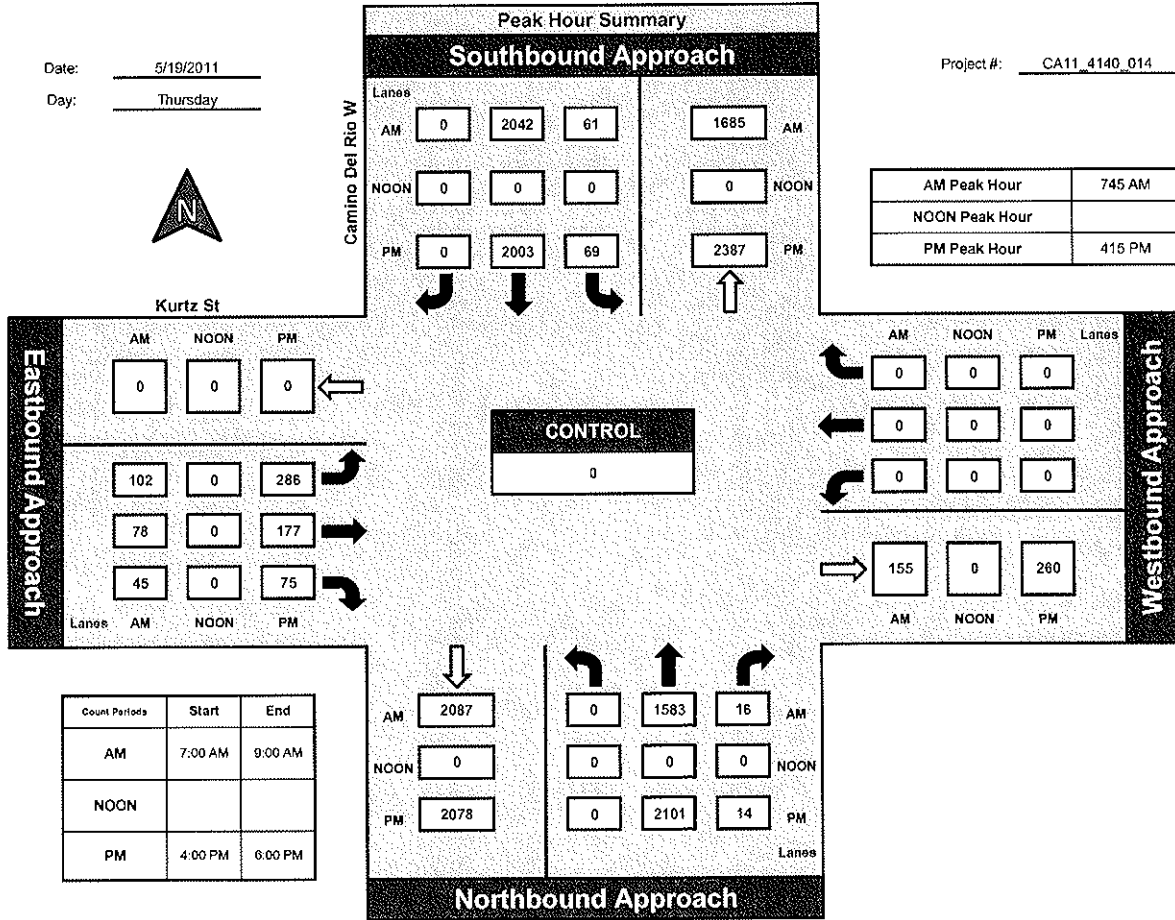 Peak Hour Summary
Southbound Approach
Date: 5/19/2011
Day: Thursday
Project #: CA11_4140_014
N
Camino Del Rio W
Lanes
AM 0 2042 61 1685 AM
NOON 0 0 0 0 NOON
PM 0 2003 69 2387 PM
AM Peak Hour 745 AM
NOON Peak Hour
PM Peak Hour 415 PM
Kurtz St
Eastbound Approach
AM NOON PM
0 0 0
102 0 286
78 0 177
45 0 75
Lanes AM NOON PM
CONTROL
0
AM NOON PM Lanes
0 0 0
0 0 0
0 0 0
155 0 260
AM NOON PM
Westbound Approach
Count Periods Start End
AM 7:00 AM 9:00 AM
NOON
PM 4:00 PM 6:00 PM
AM 2087 0 1583 16 AM
NOON 0 0 0 0 NOON
PM 2078 0 2101 14 PM
Lanes
Northbound Approach